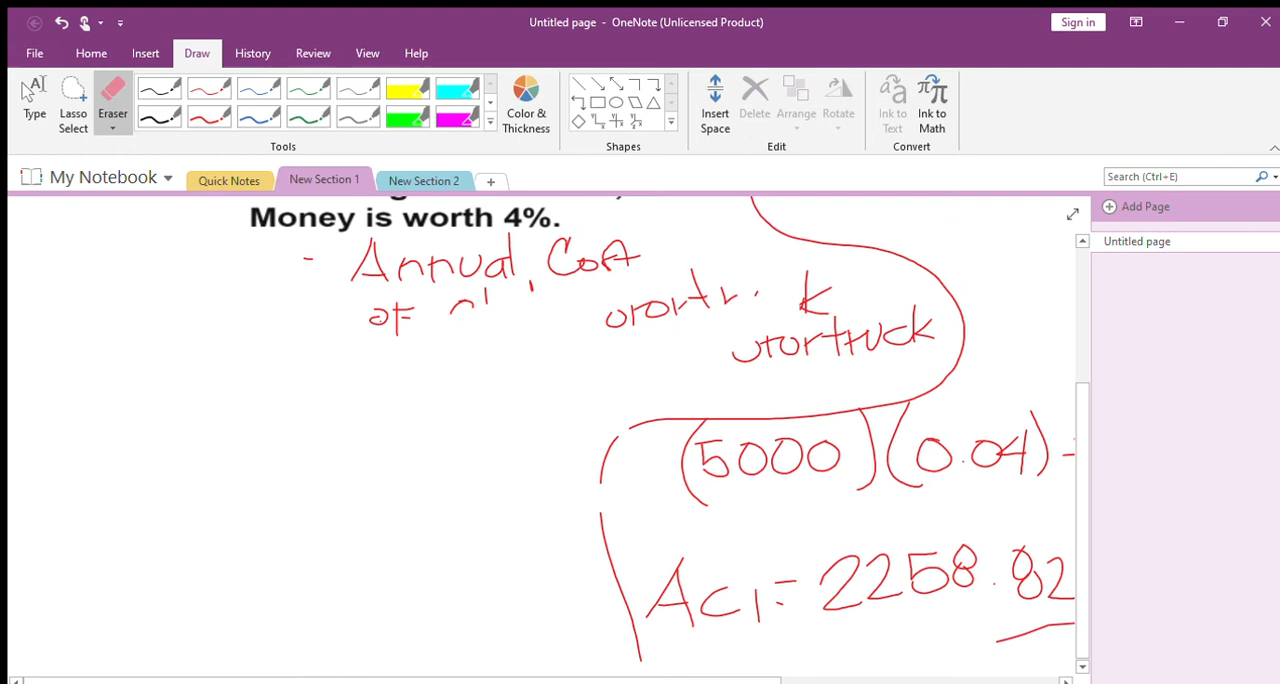 Untitled page - OneNote (Unlicensed Product)
Sign in
File Home Insert Draw History Review View Help
Type
Lasso Select
Eraser
Color & Thickness
Insert Space
Delete
Arrange
Rotate
Ink to Text
Ink to Math
Tools
Shapes
Edit
Convert
My Notebook
Quick Notes
New Section 1
New Section 2
Search (Ctrl+E)
Add Page
Untitled page
Money is worth 4%.
- Annual Cost
of
k
truck
(5000)(0.04)-
AC1= 2258.82